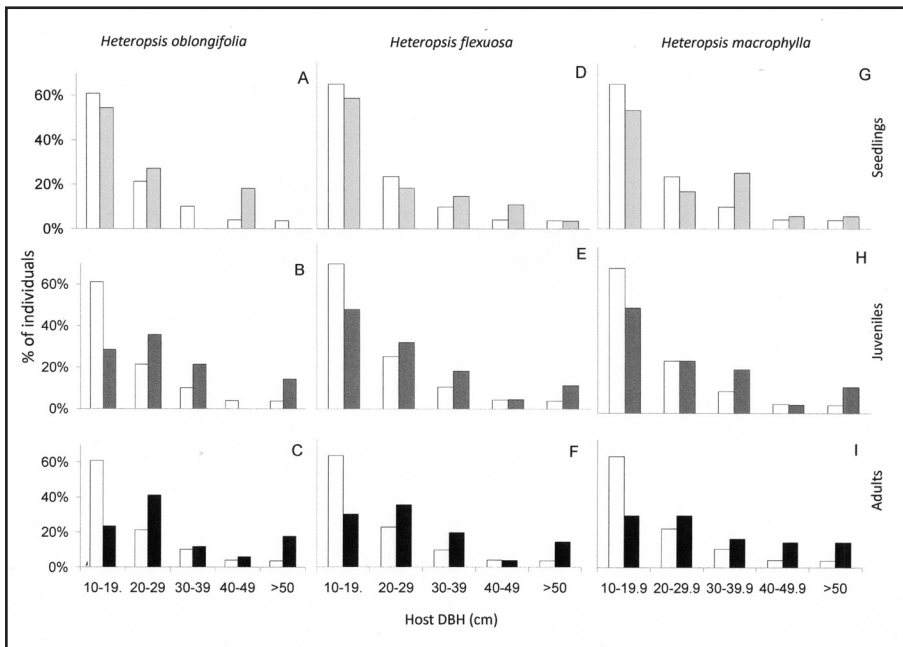 Heteropsis oblongifolia
Heteropsis flexuosa
Heteropsis macrophylla
A
D
G
60%
40%
20%
0%
Seedlings
B
E
H
% of individuals
60%
40%
20%
0%
Juveniles
C
F
I
60%
40%
20%
0%
Adults
10-19. 20-29 30-39 40-49 >50
10-19. 20-29 30-39 40-49 >50
10-19.9 20-29.9 30-39.9 40-49.9 >50
Host DBH (cm)